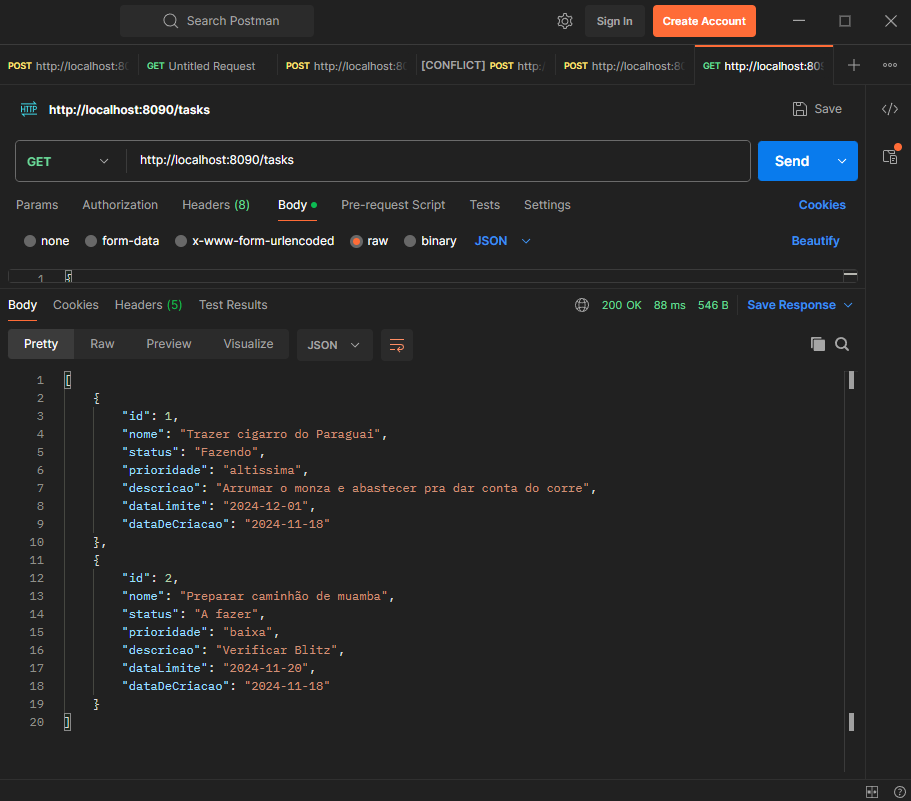 Search Postman
Sign In
Create Account
POST http://localhost:80
GET Untitled Request
POST http://localhost:80
[CONFLICT] POST http:/
POST http://localhost:80
GET http://localhost:809
HTTP http://localhost:8090/tasks
Save
</>
GET http://localhost:8090/tasks
Send
Params Authorization Headers (8) Body Pre-request Script Tests Settings Cookies
none form-data x-www-form-urlencoded raw binary JSON Beautify
1 {
Body Cookies Headers (5) Test Results 200 OK 88 ms 546 B Save Response
Pretty Raw Preview Visualize JSON
1 [
2 {
3 "id": 1,
4 "nome": "Trazer cigarro do Paraguai",
5 "status": "Fazendo",
6 "prioridade": "altissima",
7 "descricao": "Arrumar o monza e abastecer pra dar conta do corre",
8 "dataLimite": "2024-12-01",
9 "dataDeCriacao": "2024-11-18"
10 },
11 {
12 "id": 2,
13 "nome": "Preparar caminhão de muamba",
14 "status": "A fazer",
15 "prioridade": "baixa",
16 "descricao": "Verificar Blitz",
17 "dataLimite": "2024-11-20",
18 "dataDeCriacao": "2024-11-18"
19 }
20 ]